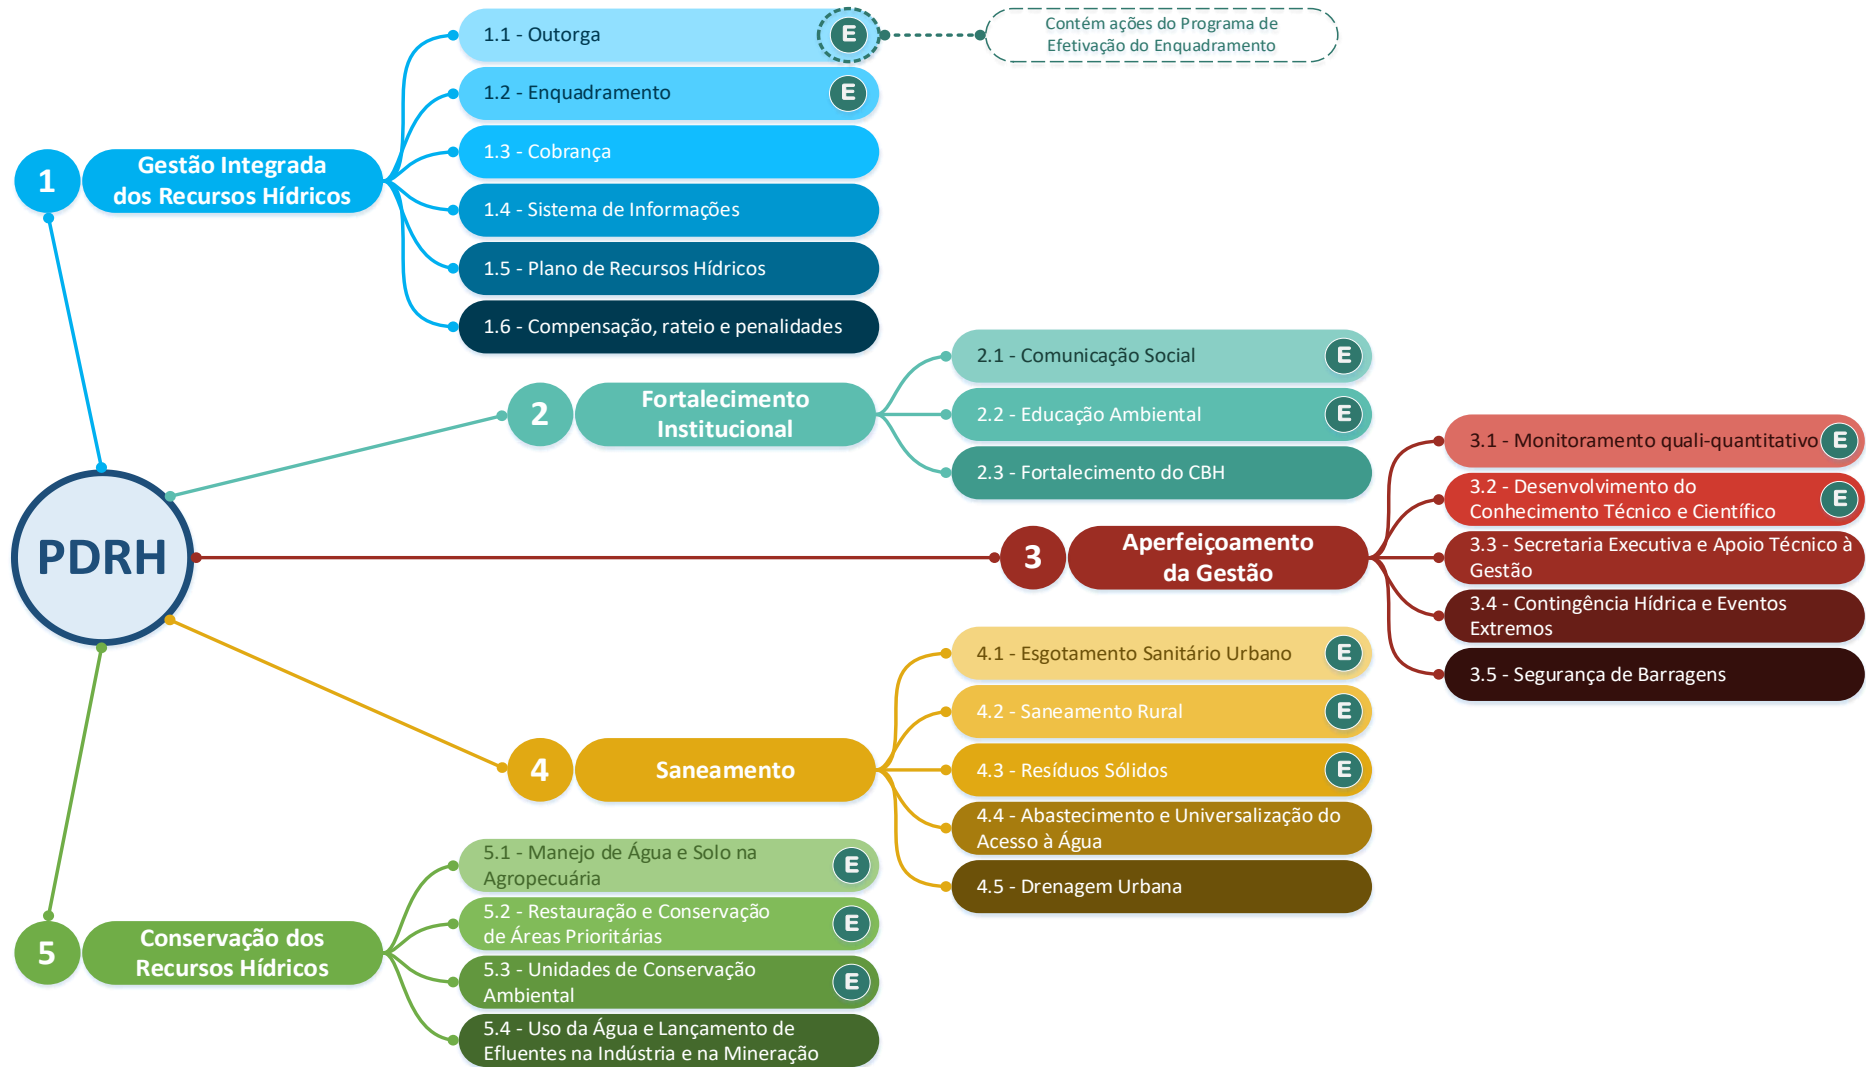 1.1 - Outorga
E
Contém ações do Programa de
Efetivação do Enquadramento
1.2 - Enquadramento
E
1.3 - Cobrança
1
Gestão Integrada
dos Recursos Hídricos
1.4 - Sistema de Informações
1.5 - Plano de Recursos Hídricos
1.6 - Compensação, rateio e penalidades
2
Fortalecimento
Institucional
2.1 - Comunicação Social
E
2.2 - Educação Ambiental
E
2.3 - Fortalecimento do CBH
PDRH
3
Aperfeiçoamento
da Gestão
3.1 - Monitoramento quali-quantitativo
E
3.2 - Desenvolvimento do
Conhecimento Técnico e Científico
E
3.3 - Secretaria Executiva e Apoio Técnico à
Gestão
3.4 - Contingência Hídrica e Eventos
Extremos
3.5 - Segurança de Barragens
4
Saneamento
4.1 - Esgotamento Sanitário Urbano
E
4.2 - Saneamento Rural
E
4.3 - Resíduos Sólidos
E
4.4 - Abastecimento e Universalização do
Acesso à Água
4.5 - Drenagem Urbana
5
Conservação dos
Recursos Hídricos
5.1 - Manejo de Água e Solo na
Agropecuária
E
5.2 - Restauração e Conservação
de Áreas Prioritárias
E
5.3 - Unidades de Conservação
Ambiental
E
5.4 - Uso da Água e Lançamento de
Efluentes na Indústria e na Mineração